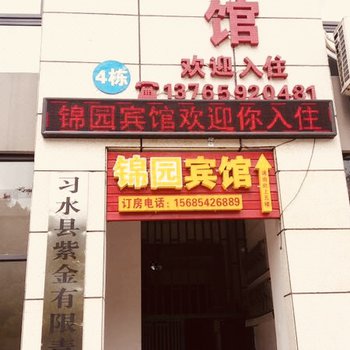 馆
欢迎入住
4栋
☎13765920481
锦园宾馆欢迎你入住
锦园宾馆
订房电话：15685426889
习水县紫金有限责